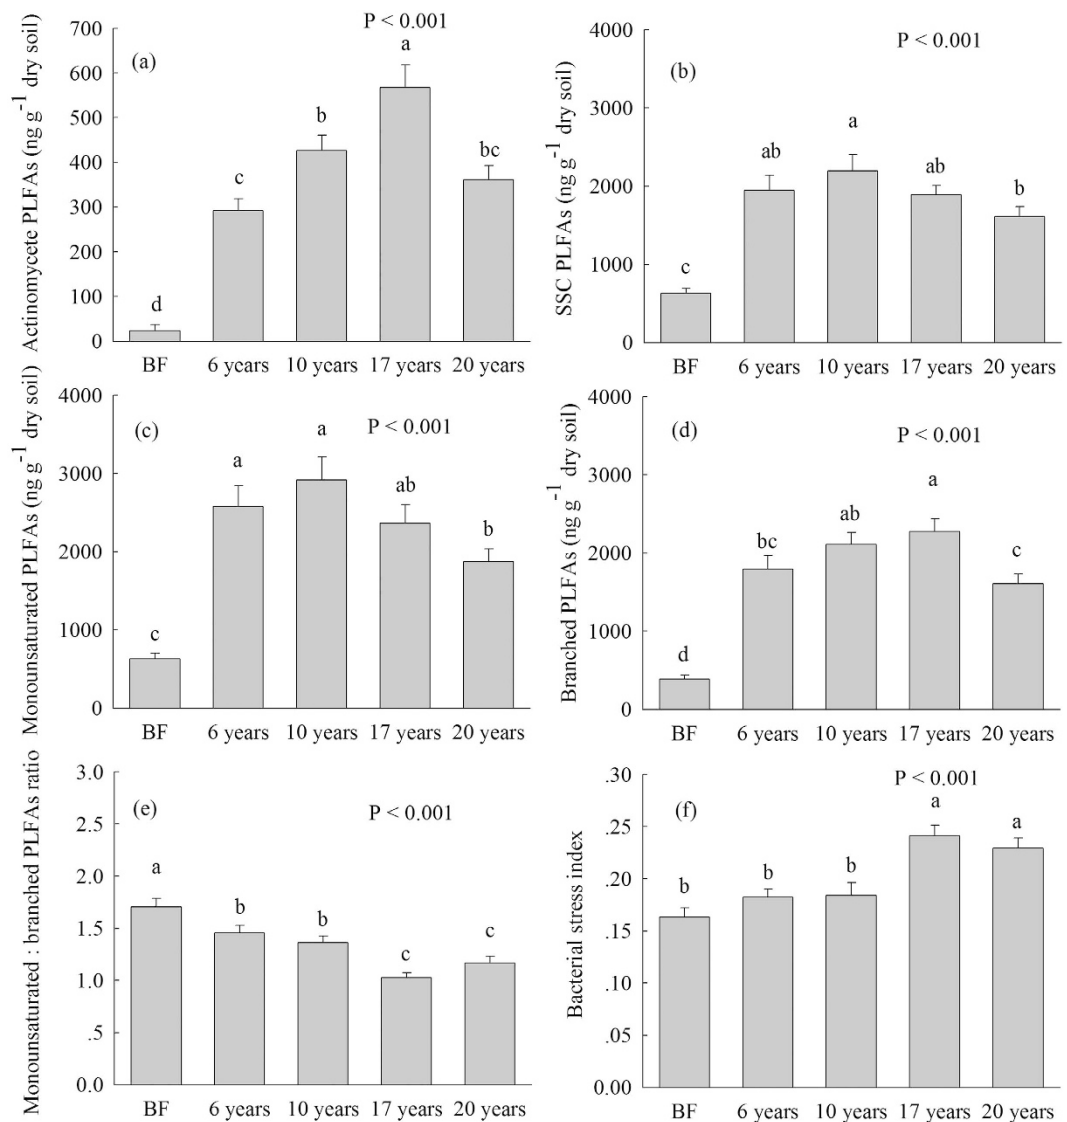 Actinomycete PLFAs (ng g⁻¹ dry soil)
700
600
500
400
300
200
100
0
(a)
P < 0.001
d
c
b
a
bc
BF
6 years
10 years
17 years
20 years
SSC PLFAs (ng g⁻¹ dry soil)
4000
3000
2000
1000
0
(b)
P < 0.001
c
ab
a
ab
b
BF
6 years
10 years
17 years
20 years
Monounsaturated PLFAs (ng g⁻¹ dry soil)
4000
3000
2000
1000
0
(c)
P < 0.001
c
a
a
ab
b
BF
6 years
10 years
17 years
20 years
Branched PLFAs (ng g⁻¹ dry soil)
4000
3000
2000
1000
0
(d)
P < 0.001
d
bc
ab
a
c
BF
6 years
10 years
17 years
20 years
Monounsaturated : branched PLFAs ratio
3.0
2.5
2.0
1.5
1.0
.5
0.0
(e)
P < 0.001
a
b
b
c
c
BF
6 years
10 years
17 years
20 years
Bacterial stress index
.30
.25
.20
.15
.10
.05
0.00
(f)
P < 0.001
b
b
b
a
a
BF
6 years
10 years
17 years
20 years